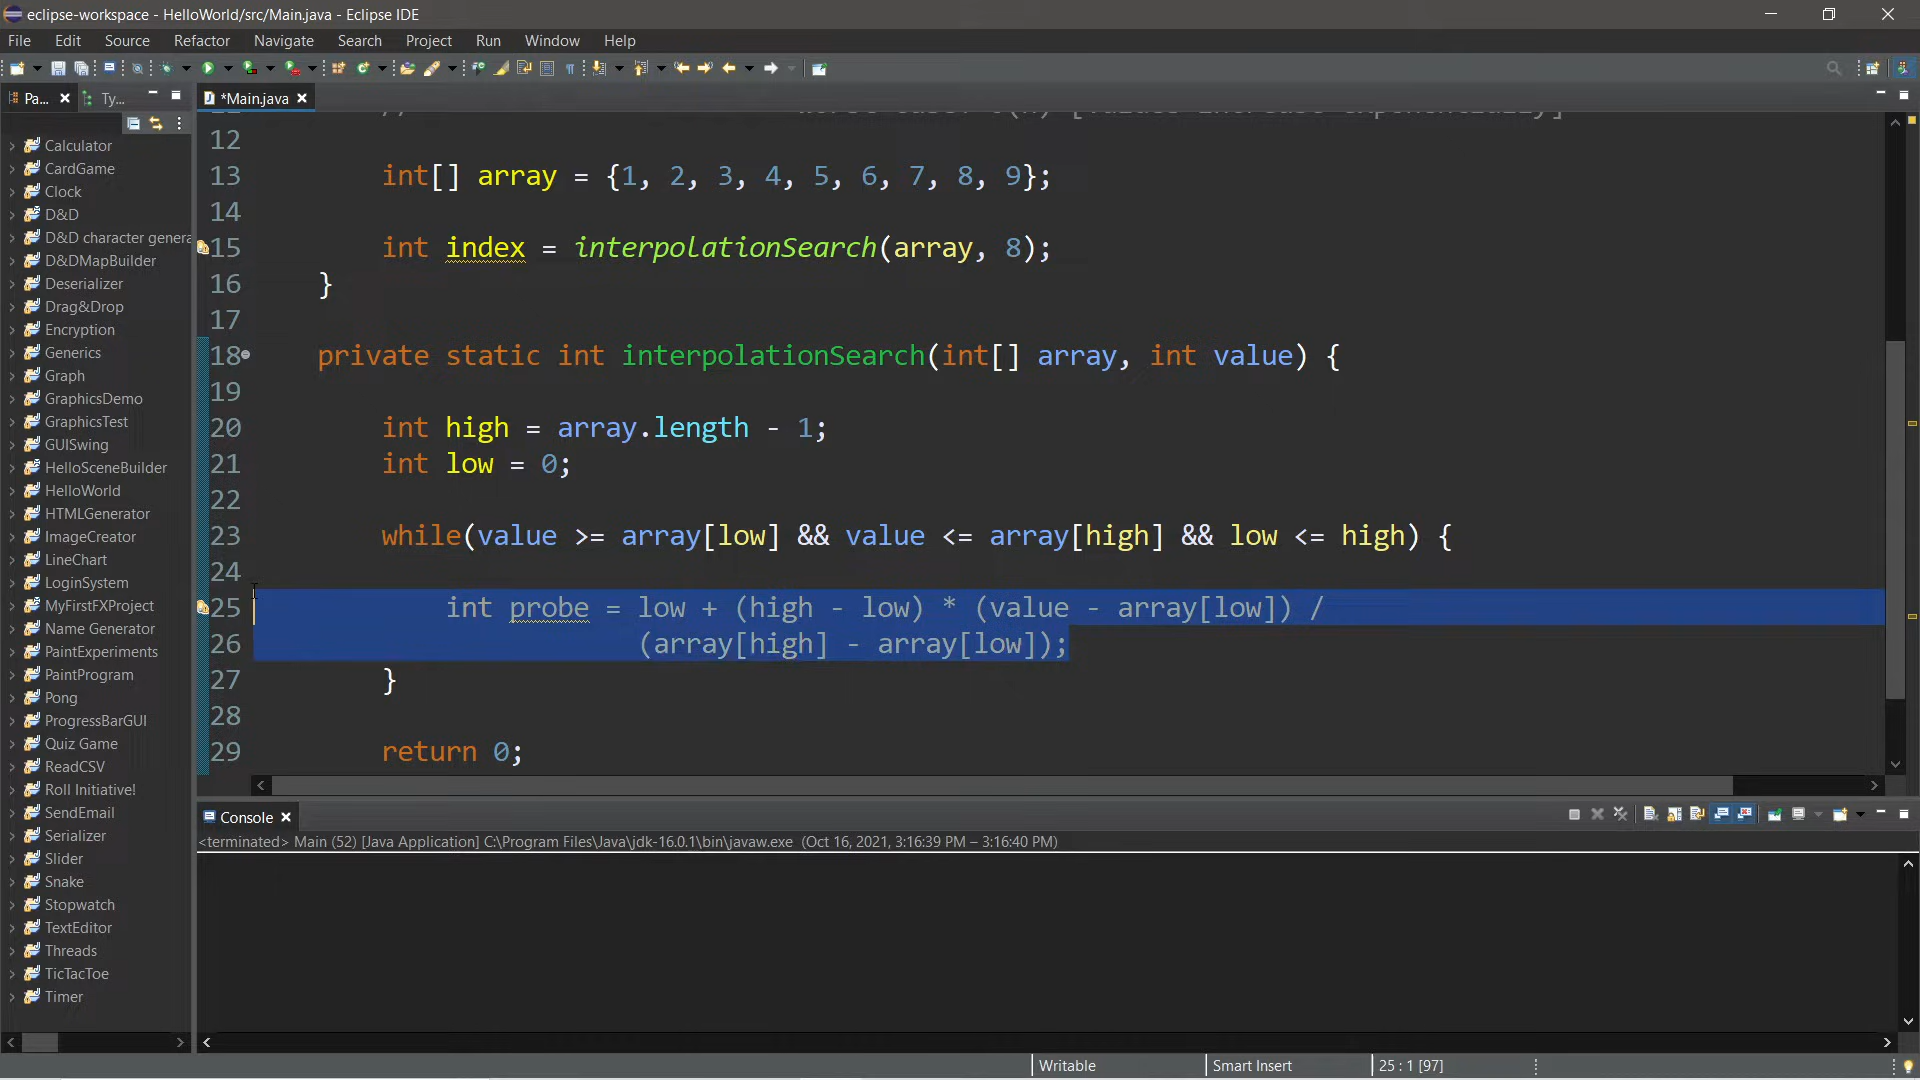 eclipse-workspace - HelloWorld/src/Main.java - Eclipse IDE
File Edit Source Refactor Navigate Search Project Run Window Help
Pa... Ty... *Main.java
Calculator
CardGame
Clock
D&D
D&D character genera
D&DMapBuilder
Deserializer
Drag&Drop
Encryption
Generics
Graph
GraphicsDemo
GraphicsTest
GUISwing
HelloSceneBuilder
HelloWorld
HTMLGenerator
ImageCreator
LineChart
LoginSystem
MyFirstFXProject
Name Generator
PaintExperiments
PaintProgram
Pong
ProgressBarGUI
Quiz Game
ReadCSV
Roll Initiative!
SendEmail
Serializer
Slider
Snake
Stopwatch
TextEditor
Threads
TicTacToe
Timer
12
13 int[] array = {1, 2, 3, 4, 5, 6, 7, 8, 9};
14
15 int index = interpolationSearch(array, 8);
16 }
17
18 private static int interpolationSearch(int[] array, int value) {
19
20 int high = array.length - 1;
21 int low = 0;
22
23 while(value >= array[low] && value <= array[high] && low <= high) {
24
25 int probe = low + (high - low) * (value - array[low]) /
26 (array[high] - array[low]);
27 }
28
29 return 0;
Console
<terminated> Main (52) [Java Application] C:\Program Files\Java\jdk-16.0.1\bin\javaw.exe (Oct 16, 2021, 3:16:39 PM – 3:16:40 PM)
Writable Smart Insert 25 : 1 [97]